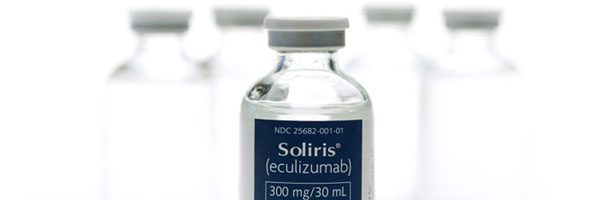 NDC 25682-001-01
Soliris®
(eculizumab)
300 mg/30 mL